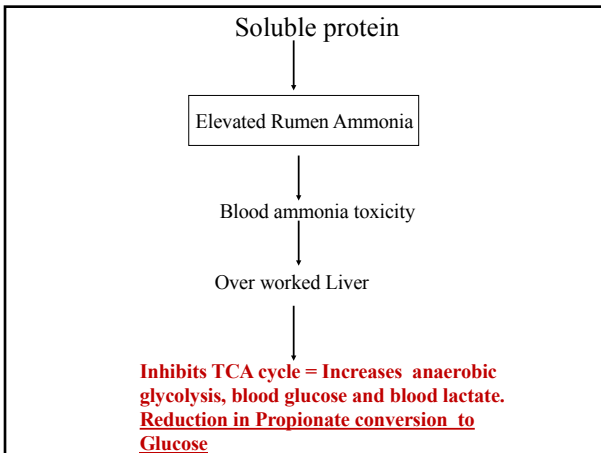 Soluble protein
Elevated Rumen Ammonia
Blood ammonia toxicity
Over worked Liver
Inhibits TCA cycle = Increases anaerobic
glycolysis, blood glucose and blood lactate.
Reduction in Propionate conversion to
Glucose